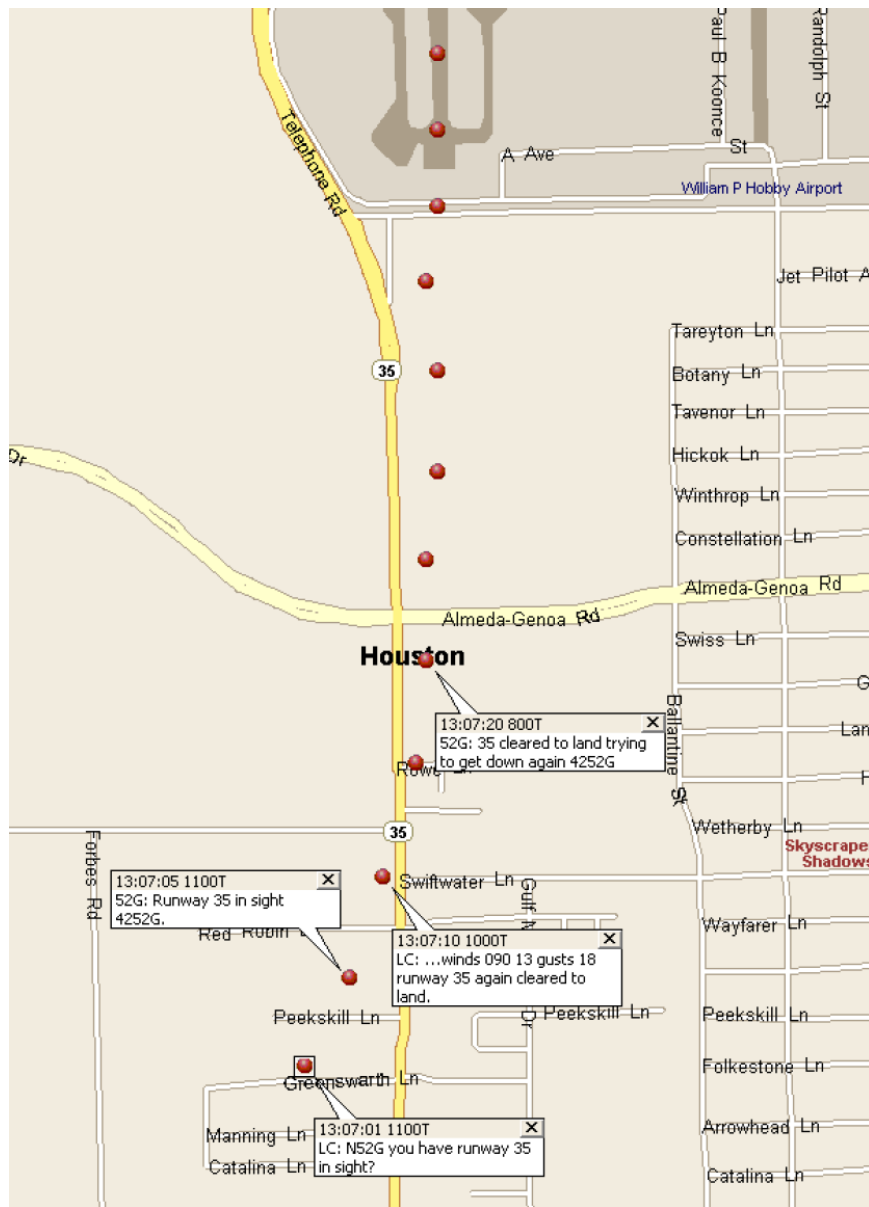 Paul B Koonce
Randolph St
Telephone Rd
A Ave
St
William P Hobby Airport
Jet Pilot A
Tareyton Ln
35
Botany Ln
Tavenor Ln
Dr
Hickok Ln
Winthrop Ln
Constellation Ln
Almeda-Genoa Rd
Almeda-Genoa Rd
Swiss Ln
Houston
G
Ballantine St
13:07:20 800T
52G: 35 cleared to land trying
to get down again 4252G
Lan
35
Wetherby Ln
Skyscrape
Shadows
Forbes Rd
13:07:05 1100T
52G: Runway 35 in sight
4252G.
Swiftwater Ln
Red Robin Ln
Wayfarer Ln
13:07:10 1000T
LC: ...winds 090 13 gusts 18
runway 35 again cleared to
land.
Peekskill Ln
Dr
Peekskill Ln
Peekskill Ln
Greenswarth Ln
Folkestone Ln
13:07:01 1100T
LC: N52G you have runway 35
in sight?
Manning Ln
Arrowhead Ln
Catalina Ln
Catalina Ln